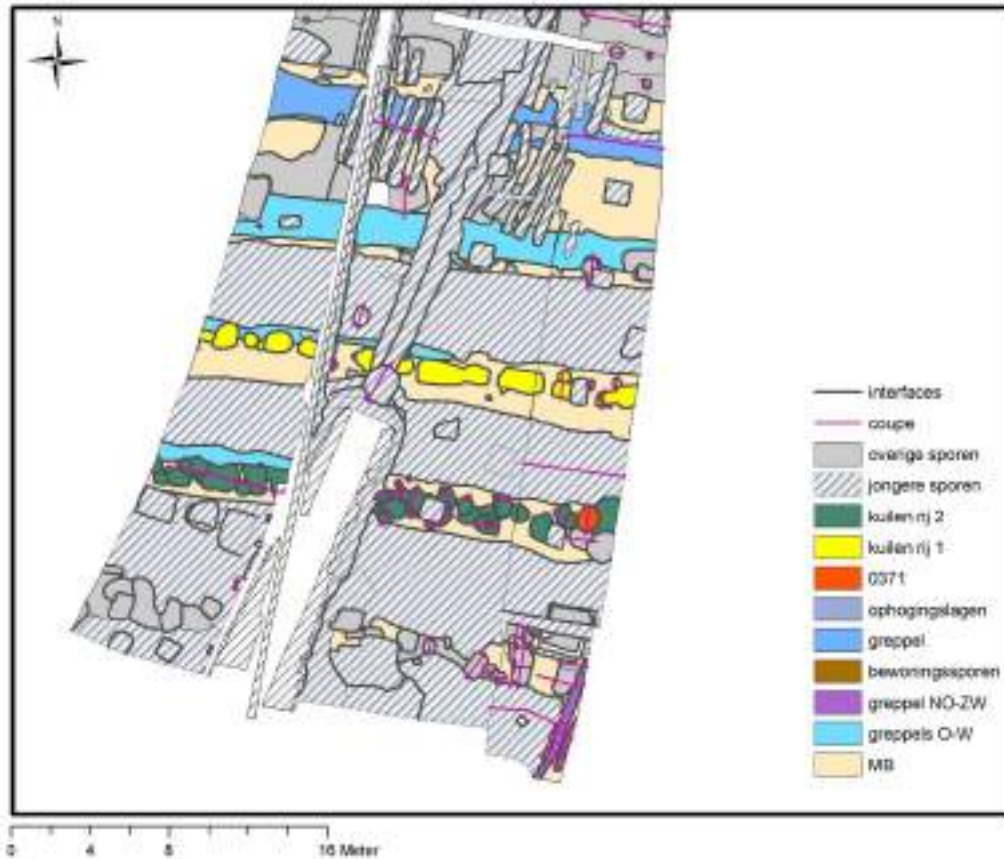 N
interfaces
coupe
overige sporen
jongere sporen
kuilen rij 2
kuilen rij 1
0371
ophogingslagen
greppel
bewoningssporen
greppel NO-ZW
greppels O-W
MB
0 4 8 16 Meter